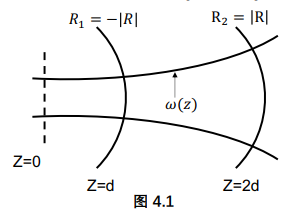 R₁ = −|R|
R₂ = |R|
ω(z)
Z=0
Z=d
Z=2d
图 4.1